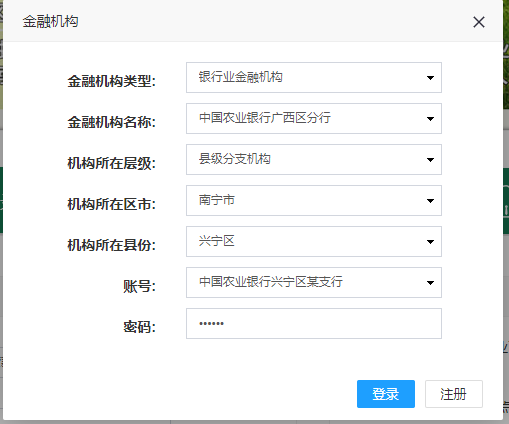 金融机构
金融机构类型: 银行业金融机构
金融机构名称: 中国农业银行广西区分行
机构所在层级: 县级分支机构
机构所在区市: 南宁市
机构所在县份: 兴宁区
账号: 中国农业银行兴宁区某支行
密码: ••••••
登录 注册